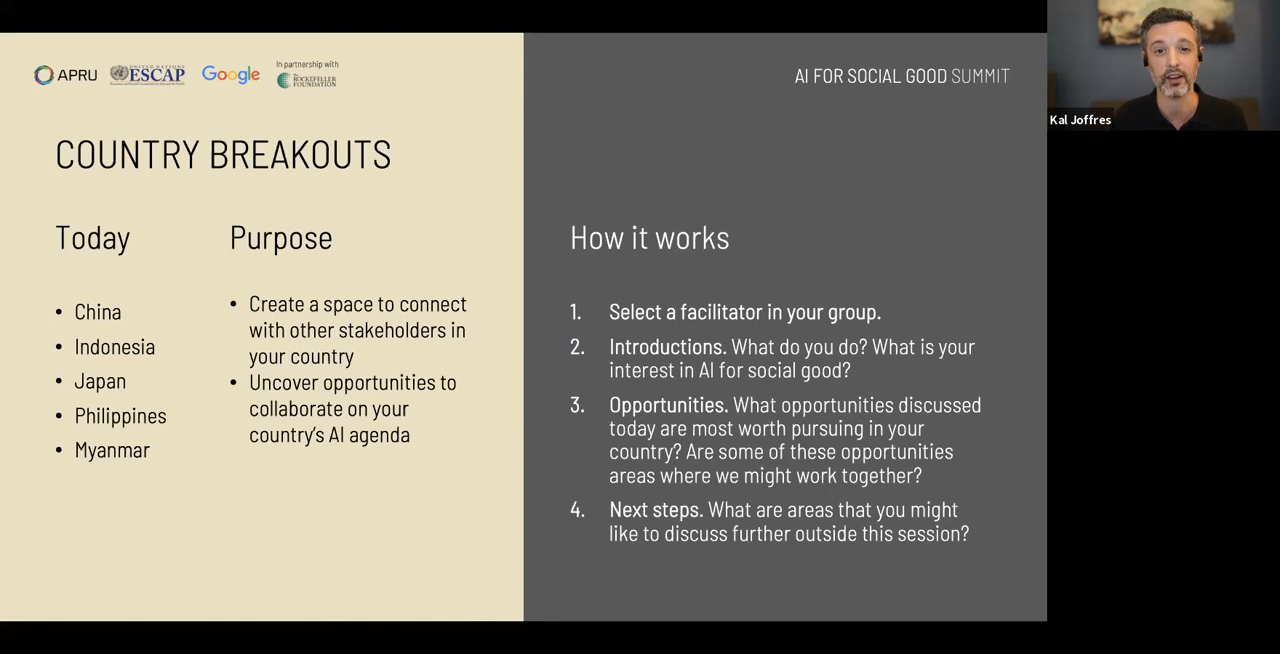 APRU
UNITED NATIONS
ESCAP
Google
In partnership with
THE
ROCKEFELLER
FOUNDATION
AI FOR SOCIAL GOOD SUMMIT
Kal Joffres
COUNTRY BREAKOUTS
Today
• China
• Indonesia
• Japan
• Philippines
• Myanmar
Purpose
• Create a space to connect
with other stakeholders in
your country
• Uncover opportunities to
collaborate on your
country's AI agenda
How it works
1. Select a facilitator in your group.
2. Introductions. What do you do? What is your
interest in AI for social good?
3. Opportunities. What opportunities discussed
today are most worth pursuing in your
country? Are some of these opportunities
areas where we might work together?
4. Next steps. What are areas that you might
like to discuss further outside this session?